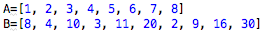 A=[1, 2, 3, 4, 5, 6, 7, 8]
B=[8, 4, 10, 3, 11, 20, 2, 9, 16, 30]